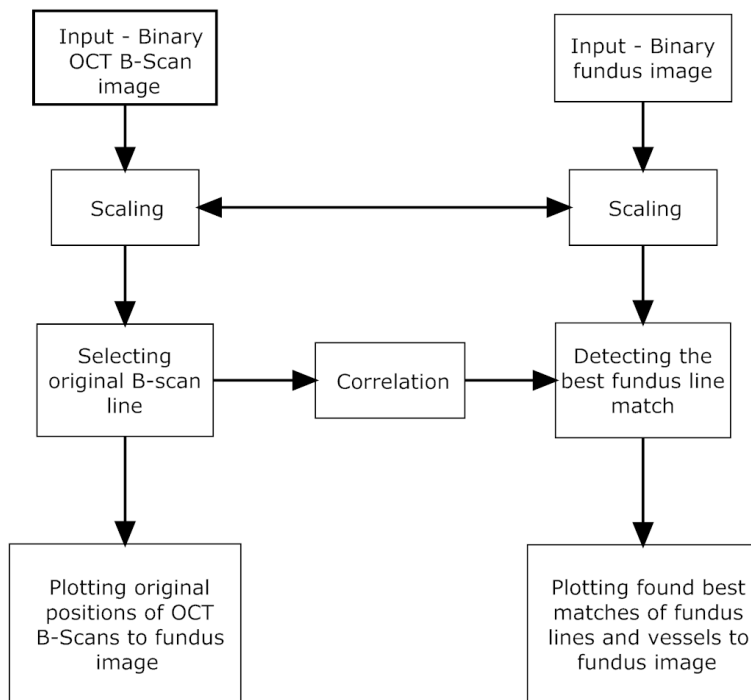 Input - Binary
OCT B-Scan
image
Input - Binary
fundus image
Scaling
Scaling
Selecting
original B-scan
line
Correlation
Detecting the
best fundus line
match
Plotting original
positions of OCT
B-Scans to fundus
image
Plotting found best
matches of fundus
lines and vessels to
fundus image